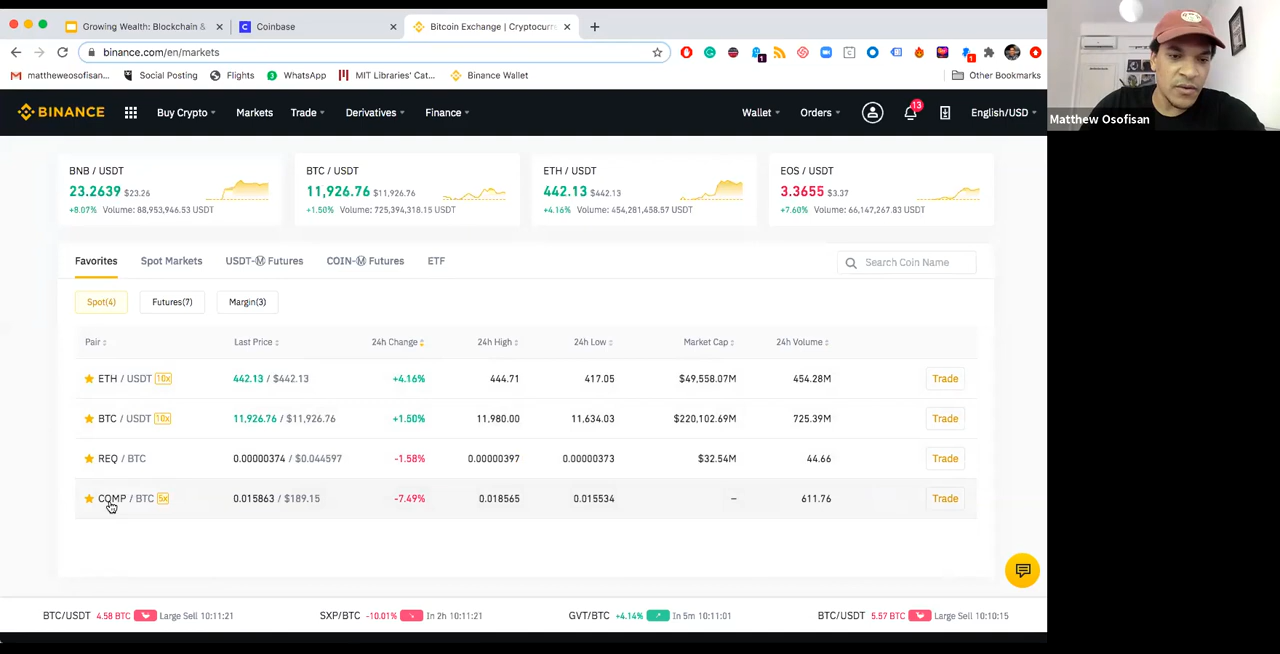 Growing Wealth: Blockchain &
Coinbase
Bitcoin Exchange | Cryptocurre
binance.com/en/markets
mattheweosofisan...
Social Posting
Flights
WhatsApp
MIT Libraries' Cat...
Binance Wallet
Other Bookmarks
BINANCE
Buy Crypto
Markets
Trade
Derivatives
Finance
Wallet
Orders
13
English/USD
Matthew Osofisan
BNB / USDT
23.2639 $23.26
+8.07% Volume: 88,953,946.53 USDT
BTC / USDT
11,926.76 $11,926.76
+1.50% Volume: 725,394,318.15 USDT
ETH / USDT
442.13 $442.13
+4.16% Volume: 454,281,458.57 USDT
EOS / USDT
3.3655 $3.37
+7.60% Volume: 66,147,267.83 USDT
Favorites
Spot Markets
USDT-Ⓜ Futures
COIN-Ⓜ Futures
ETF
Search Coin Name
Spot(4)
Futures(7)
Margin(3)
Pair Last Price 24h Change 24h High 24h Low Market Cap 24h Volume
ETH / USDT 10x 442.13 / $442.13 +4.16% 444.71 417.05 $49,558.07M 454.28M Trade
BTC / USDT 10x 11,926.76 / $11,926.76 +1.50% 11,980.00 11,634.03 $220,102.69M 725.39M Trade
REQ / BTC 0.00000374 / $0.044597 -1.58% 0.00000397 0.00000373 $32.54M 44.66 Trade
COMP / BTC 5x 0.015863 / $189.15 -7.49% 0.018565 0.015534 – 611.76 Trade
BTC/USDT 4.58 BTC Large Sell 10:11:21
SXP/BTC -10.01% In 2h 10:11:21
GVT/BTC +4.14% In 5m 10:11:01
BTC/USDT 5.57 BTC Large Sell 10:10:15